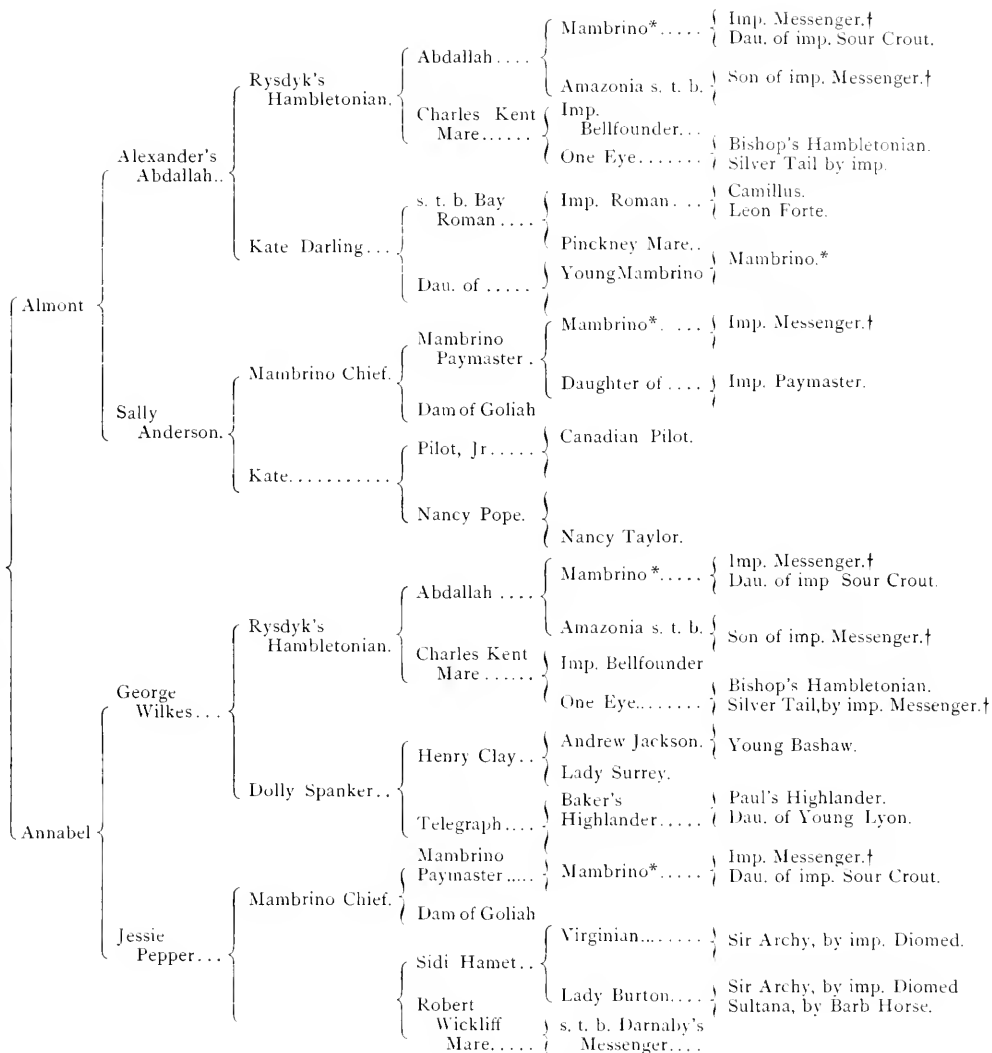 Mambrino*..... Imp. Messenger.†
Dau. of imp. Sour Crout.
Abdallah ....
Rysdyk's
Hambletonian.
Amazonia s. t. b. Son of imp. Messenger.†
Charles Kent
Mare......
Imp.
Bellfounder...
One Eye....... Bishop's Hambletonian.
Silver Tail by imp.
Alexander's
Abdallah..
s. t. b. Bay
Roman ....
Imp. Roman... Camillus.
Leon Forte.
Kate Darling...
Pinckney Mare..
Dau. of ..... Young Mambrino Mambrino.*
Almont
Mambrino*. ... Imp. Messenger.†
Mambrino
Paymaster .
Mambrino Chief.
Daughter of .... Imp. Paymaster.
Dam of Goliah
Sally
Anderson.
Pilot, Jr..... Canadian Pilot.
Kate...........
Nancy Pope.
Nancy Taylor.
Mambrino*..... Imp. Messenger.†
Dau. of imp Sour Crout.
Abdallah ....
Rysdyk's
Hambletonian.
Amazonia s. t. b. Son of imp. Messenger.†
Charles Kent
Mare......
Imp. Bellfounder
One Eye....... Bishop's Hambletonian.
Silver Tail, by imp. Messenger.†
George
Wilkes...
Henry Clay.. Andrew Jackson. Young Bashaw.
Lady Surrey.
Dolly Spanker..
Telegraph.... Baker's
Highlander..... Paul's Highlander.
Dau. of Young Lyon.
Annabel
Mambrino
Paymaster..... Mambrino*..... Imp. Messenger.†
Dau. of imp. Sour Crout.
Mambrino Chief.
Dam of Goliah
Jessie
Pepper...
Virginian........ Sir Archy, by imp. Diomed.
Sidi Hamet..
Lady Burton.... Sir Archy, by imp. Diomed
Sultana, by Barb Horse.
Robert
Wickliff
Mare.....
s. t. b. Darnaby's
Messenger....